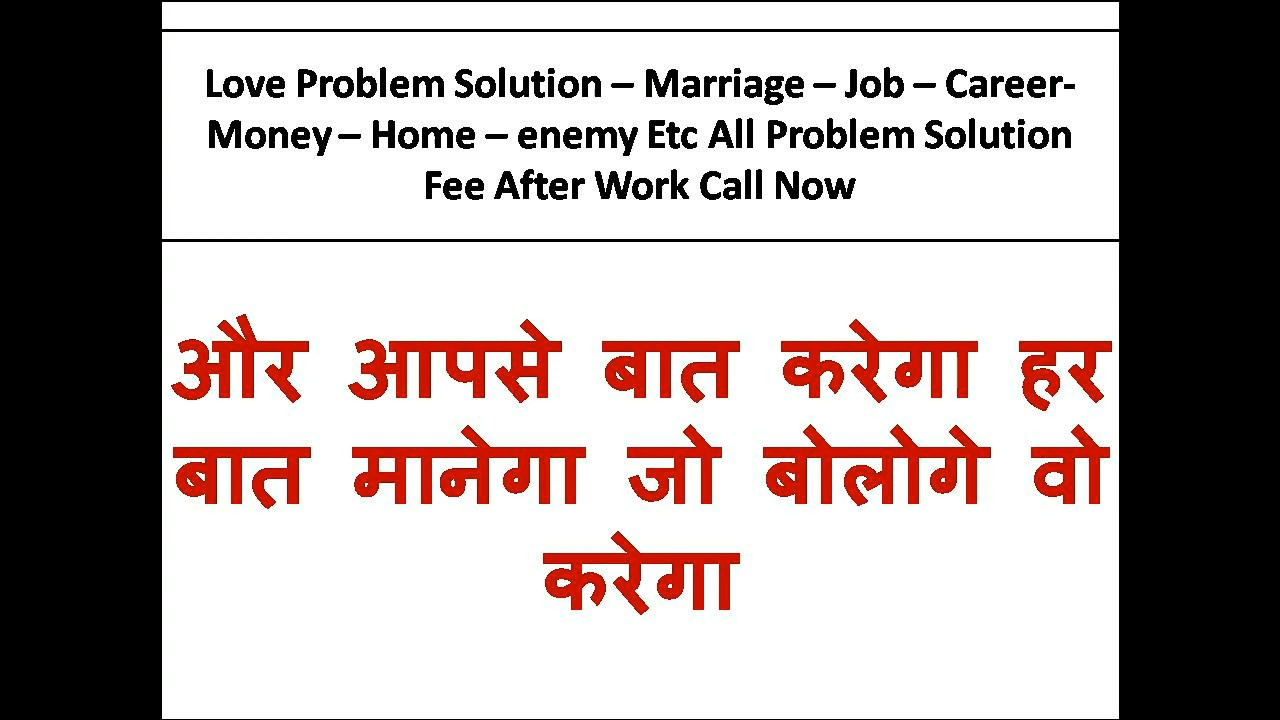 Love Problem Solution – Marriage – Job – Career-
Money – Home – enemy Etc All Problem Solution
Fee After Work Call Now
और आपसे बात करेगा हर
बात मानेगा जो बोलोगे वो
करेगा